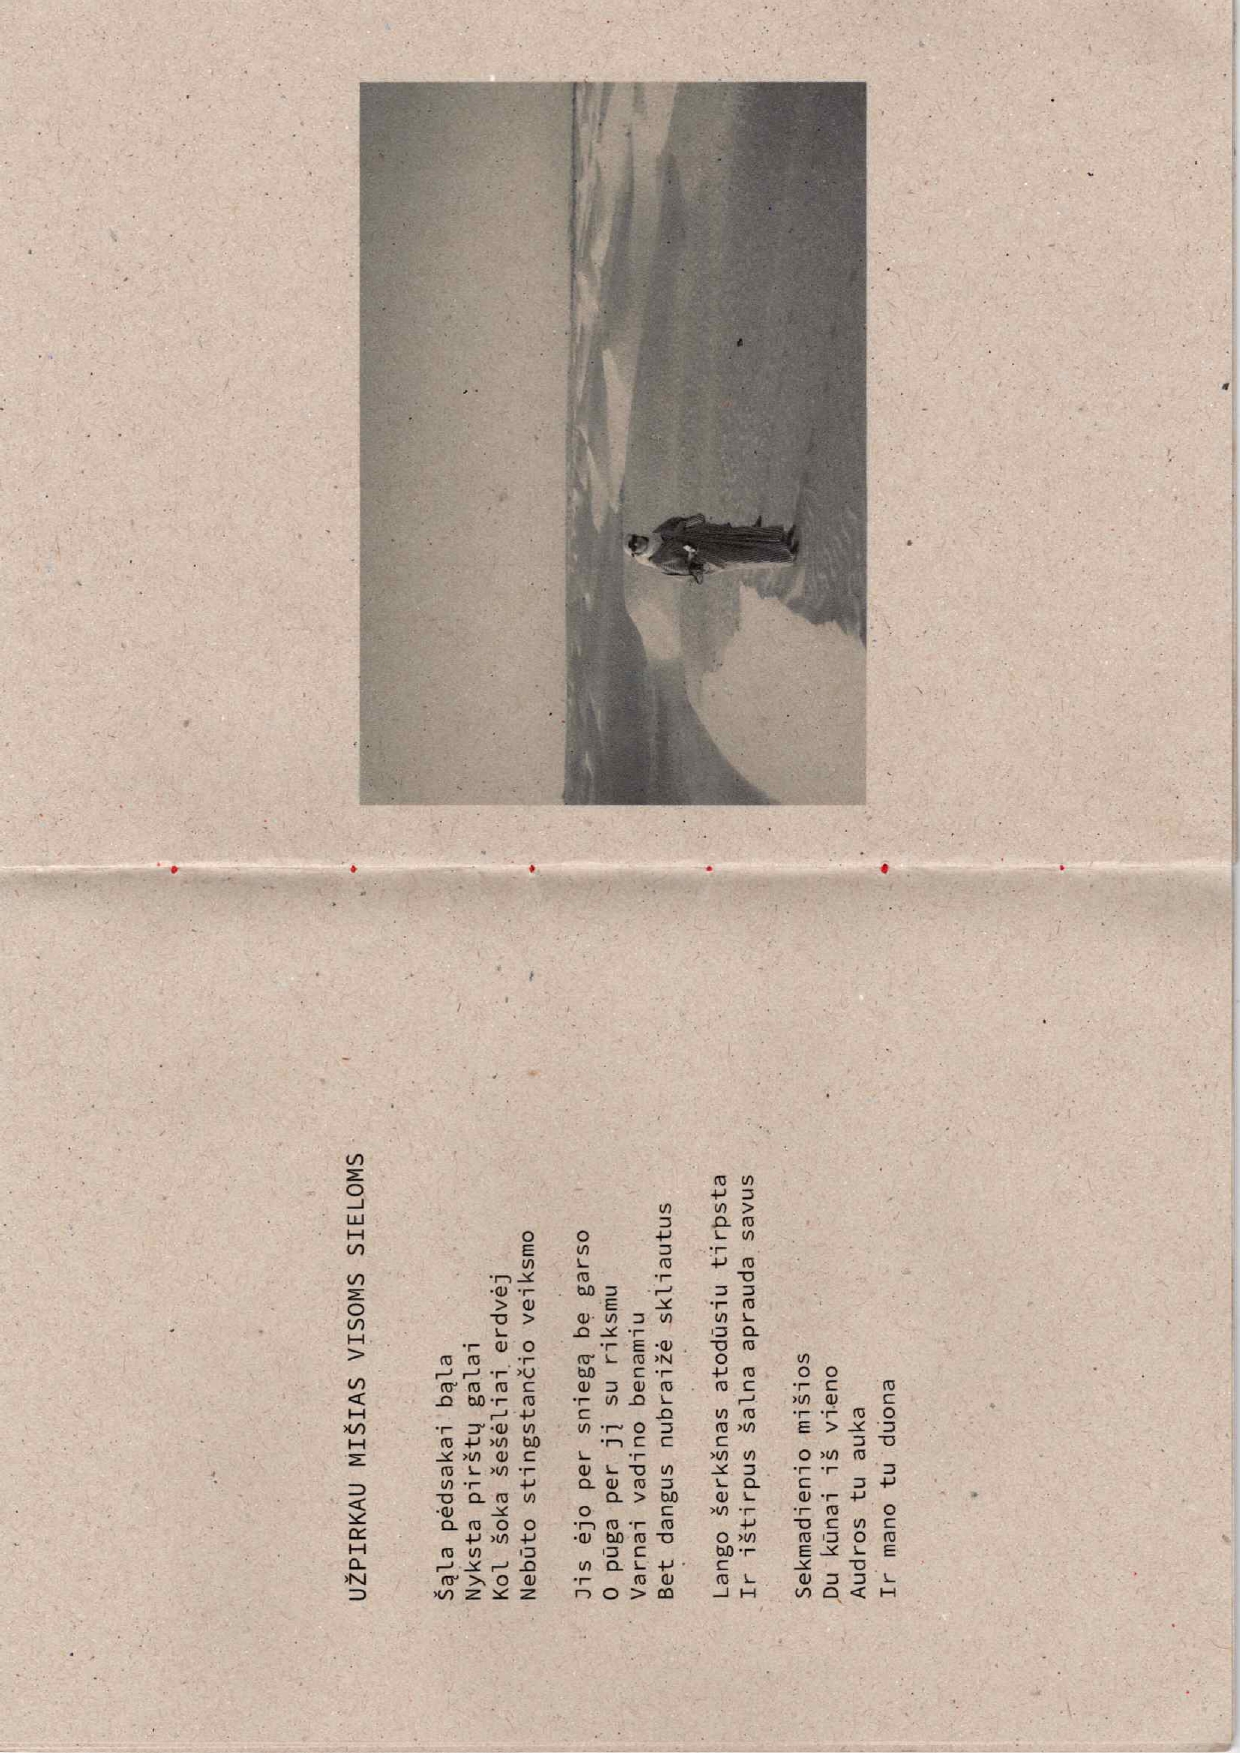 UŽPIRKAU MIŠIAS VISOMS SIELOMS
Šąla pėdsakai bąla
Nyksta pirštų galai
Kol šoka šešėliai erdvėj
Nebūto stingstančio veiksmo
Jis ėjo per sniegą be garso
O pūga per jį su riksmu
Varnai vadino benamiu
Bet dangus nubraižė skliautus
Lango šerkšnas atodūsiu tirpsta
Ir ištirpus šalna aprauda savus
Sekmadienio mišios
Du kūnai iš vieno
Audros tu auka
Ir mano tu duona